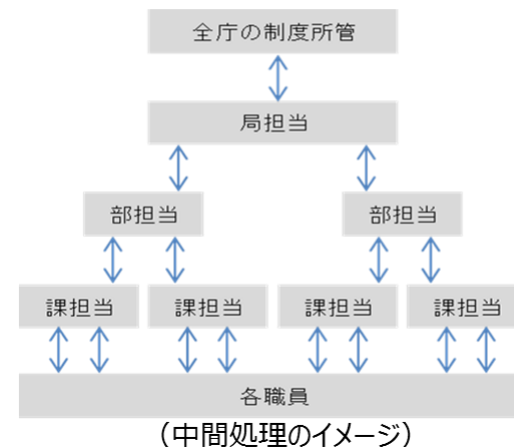 全庁の制度所管
局担当
部担当 部担当
課担当 課担当 課担当 課担当
各職員
（中間処理のイメージ）